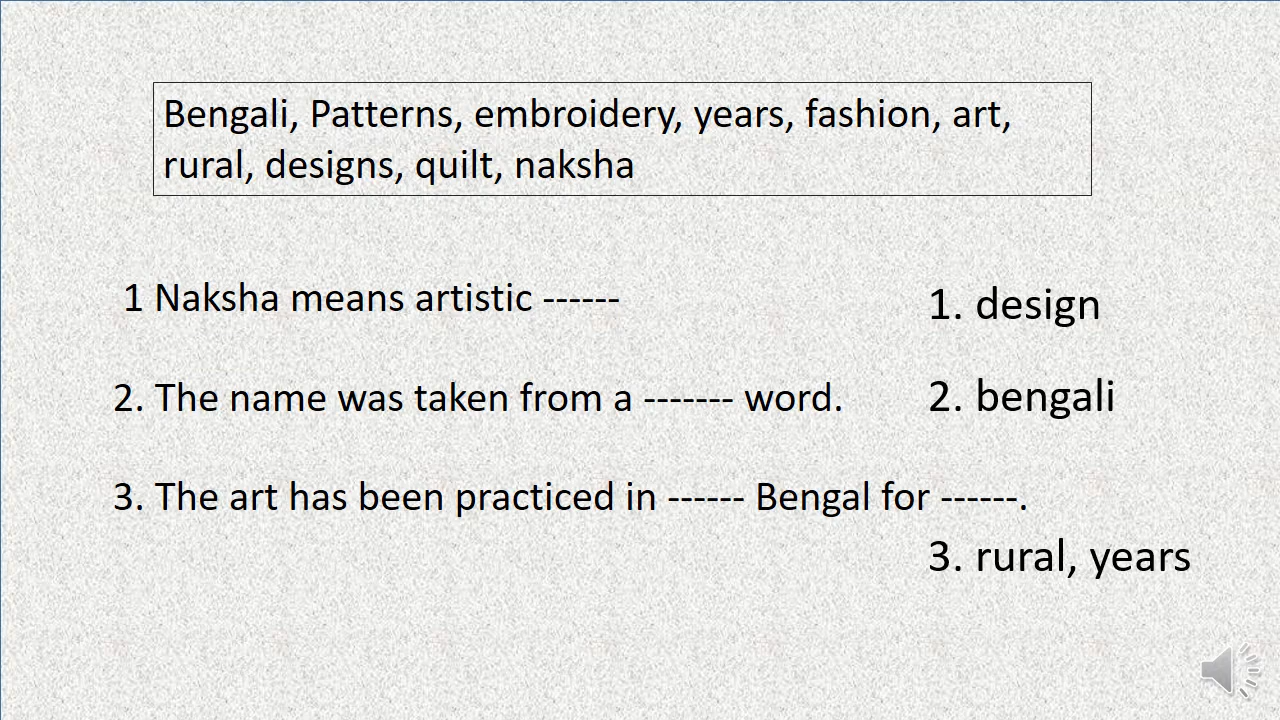 Bengali, Patterns, embroidery, years, fashion, art,
rural, designs, quilt, naksha
1 Naksha means artistic ------
1. design
2. The name was taken from a ------- word.
2. bengali
3. The art has been practiced in ------ Bengal for ------.
3. rural, years